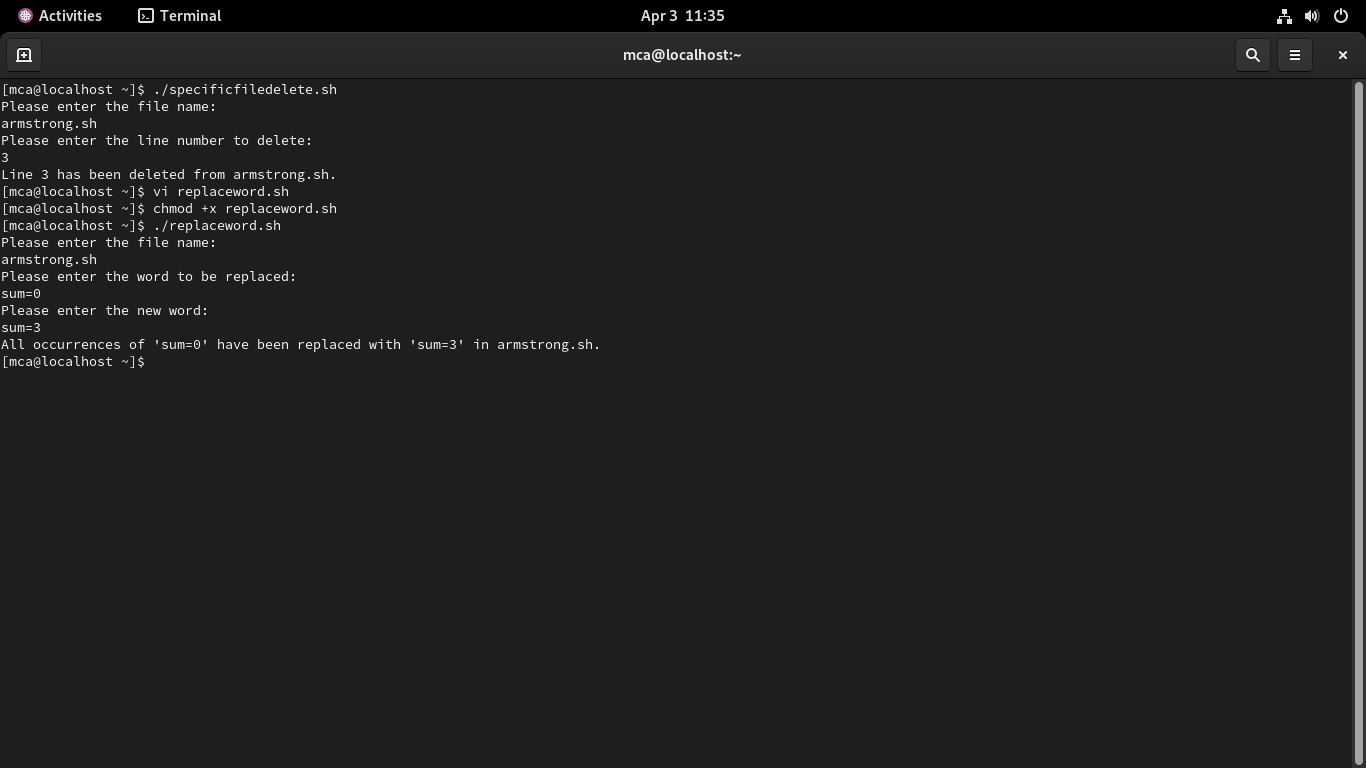 Activities
Terminal
Apr 3 11:35
mca@localhost:~
[mca@localhost ~]$ ./specificfiledelete.sh
Please enter the file name:
armstrong.sh
Please enter the line number to delete:
3
Line 3 has been deleted from armstrong.sh.
[mca@localhost ~]$ vi replaceword.sh
[mca@localhost ~]$ chmod +x replaceword.sh
[mca@localhost ~]$ ./replaceword.sh
Please enter the file name:
armstrong.sh
Please enter the word to be replaced:
sum=0
Please enter the new word:
sum=3
All occurrences of 'sum=0' have been replaced with 'sum=3' in armstrong.sh.
[mca@localhost ~]$